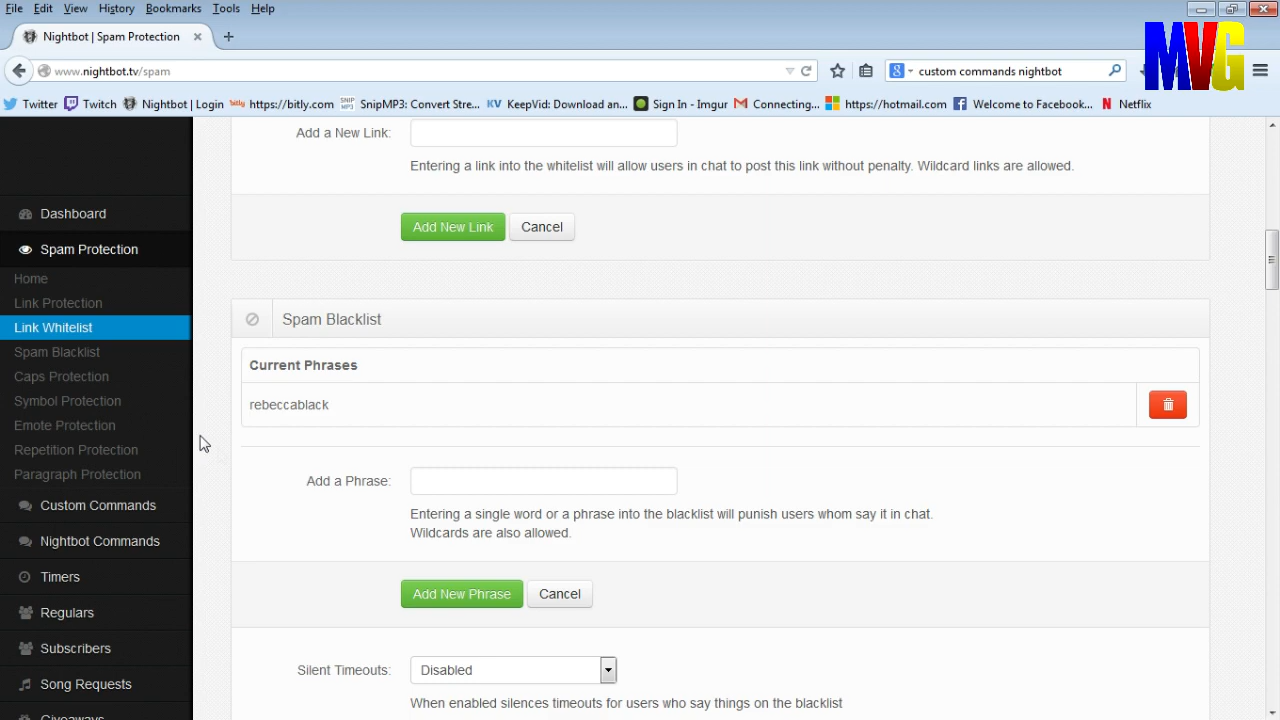 File Edit View History Bookmarks Tools Help
Nightbot | Spam Protection
www.nightbot.tv/spam
custom commands nightbot
MVG
Twitter Twitch Nightbot | Login bitly https://bitly.com SNIP MP3 SnipMP3: Convert Stre... KV KeepVid: Download an... Sign In - Imgur Connecting... https://hotmail.com Welcome to Facebook... N Netflix
Add a New Link:
Entering a link into the whitelist will allow users in chat to post this link without penalty. Wildcard links are allowed.
Add New Link Cancel
Dashboard
Spam Protection
Home
Link Protection
Link Whitelist
Spam Blacklist
Caps Protection
Symbol Protection
Emote Protection
Repetition Protection
Paragraph Protection
Custom Commands
Nightbot Commands
Timers
Regulars
Subscribers
Song Requests
Giveaways
Spam Blacklist
Current Phrases
rebeccablack
Add a Phrase:
Entering a single word or a phrase into the blacklist will punish users whom say it in chat.
Wildcards are also allowed.
Add New Phrase Cancel
Silent Timeouts: Disabled
When enabled silences timeouts for users who say things on the blacklist